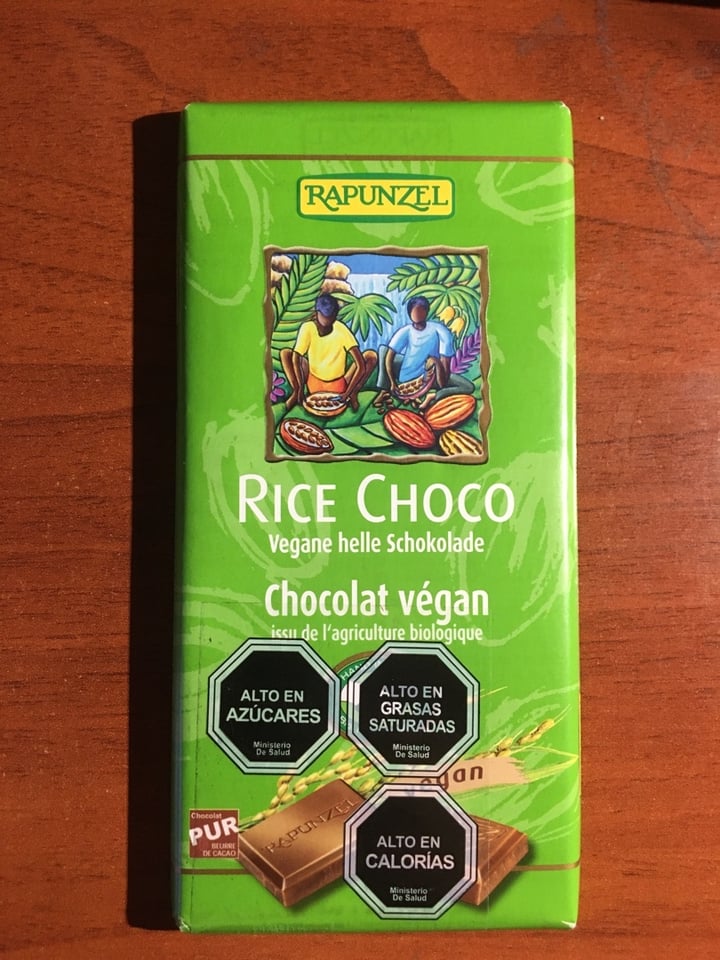 RAPUNZEL
RICE CHOCO
Vegane helle Schokolade
Chocolat végan
issu de l'agriculture biologique
ALTO EN
AZÚCARES
Ministerio
De Salud
ALTO EN
GRASAS
SATURADAS
Ministerio
De Salud
Chocolat
PUR
BEURRE
DE CACAO
RAPUNZEL
ALTO EN
CALORÍAS
Ministerio
De Salud